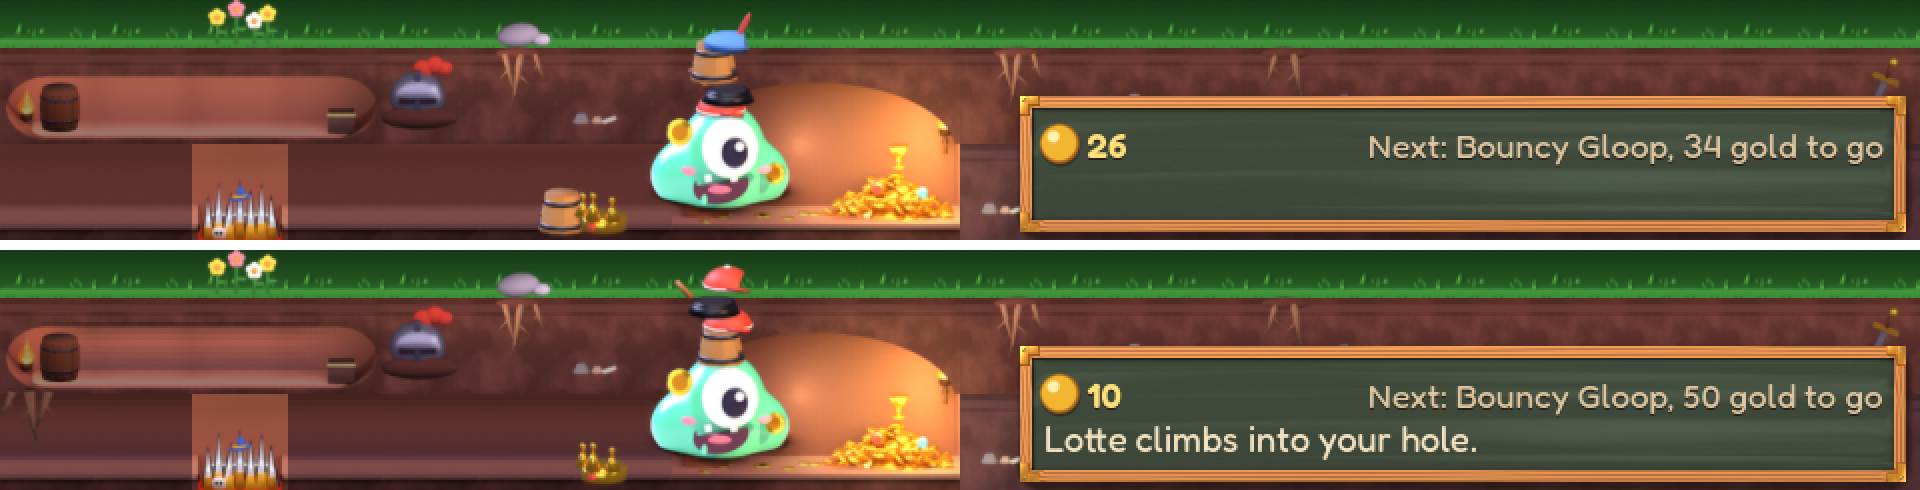 26
Next: Bouncy Gloop, 34 gold to go
10
Next: Bouncy Gloop, 50 gold to go
Lotte climbs into your hole.